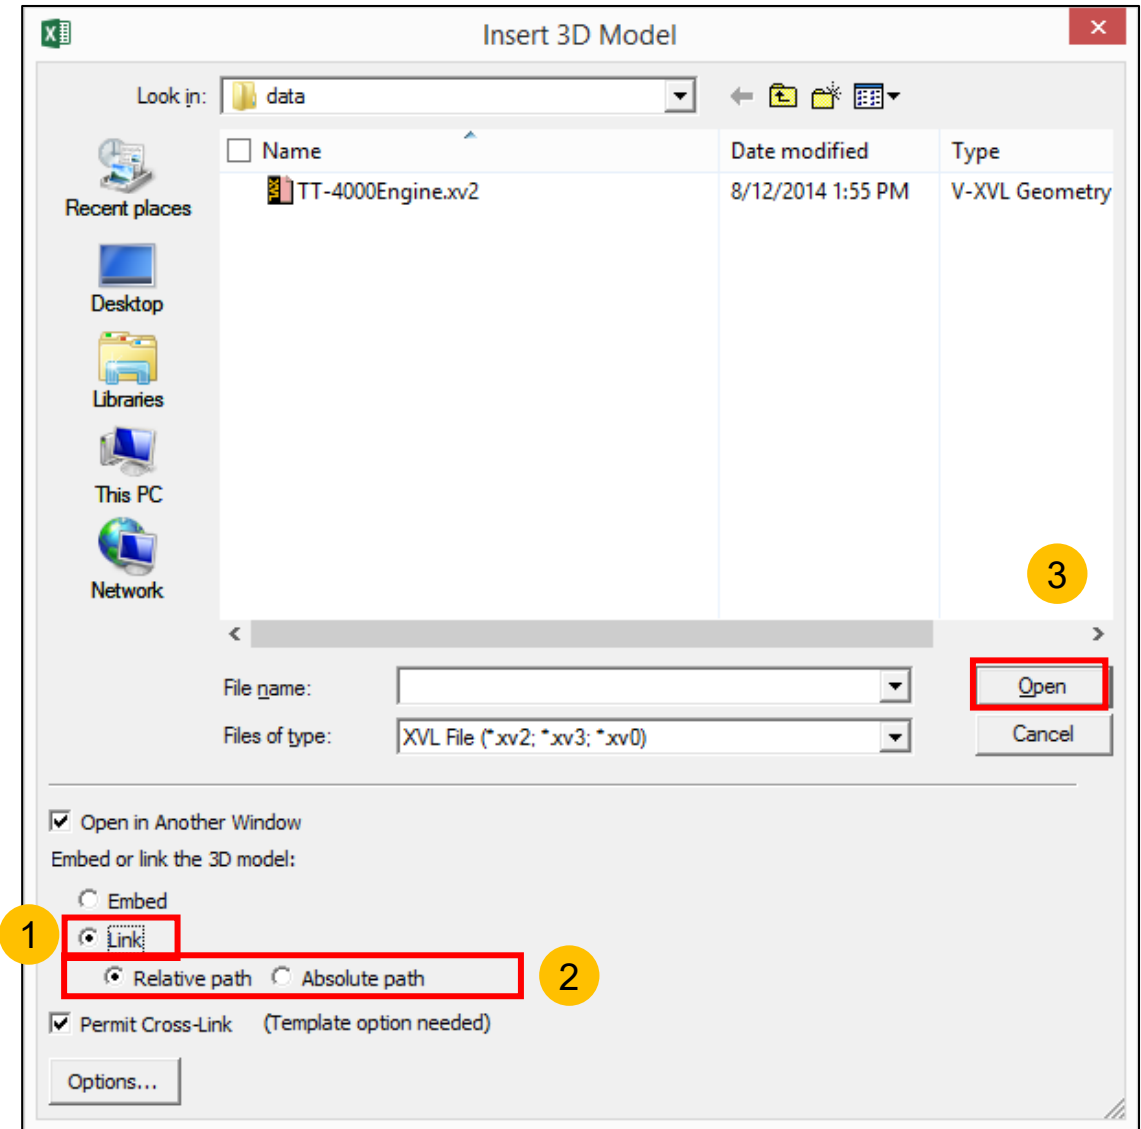 Insert 3D Model
Look in: data
Name Date modified Type
TT-4000Engine.xv2 8/12/2014 1:55 PM V-XVL Geometry
Recent places
Desktop
Libraries
This PC
Network
3
File name: Open
Files of type: XVL File (*.xv2; *.xv3; *.xv0) Cancel
Open in Another Window
Embed or link the 3D model:
Embed
1 Link
Relative path Absolute path 2
Permit Cross-Link (Template option needed)
Options...